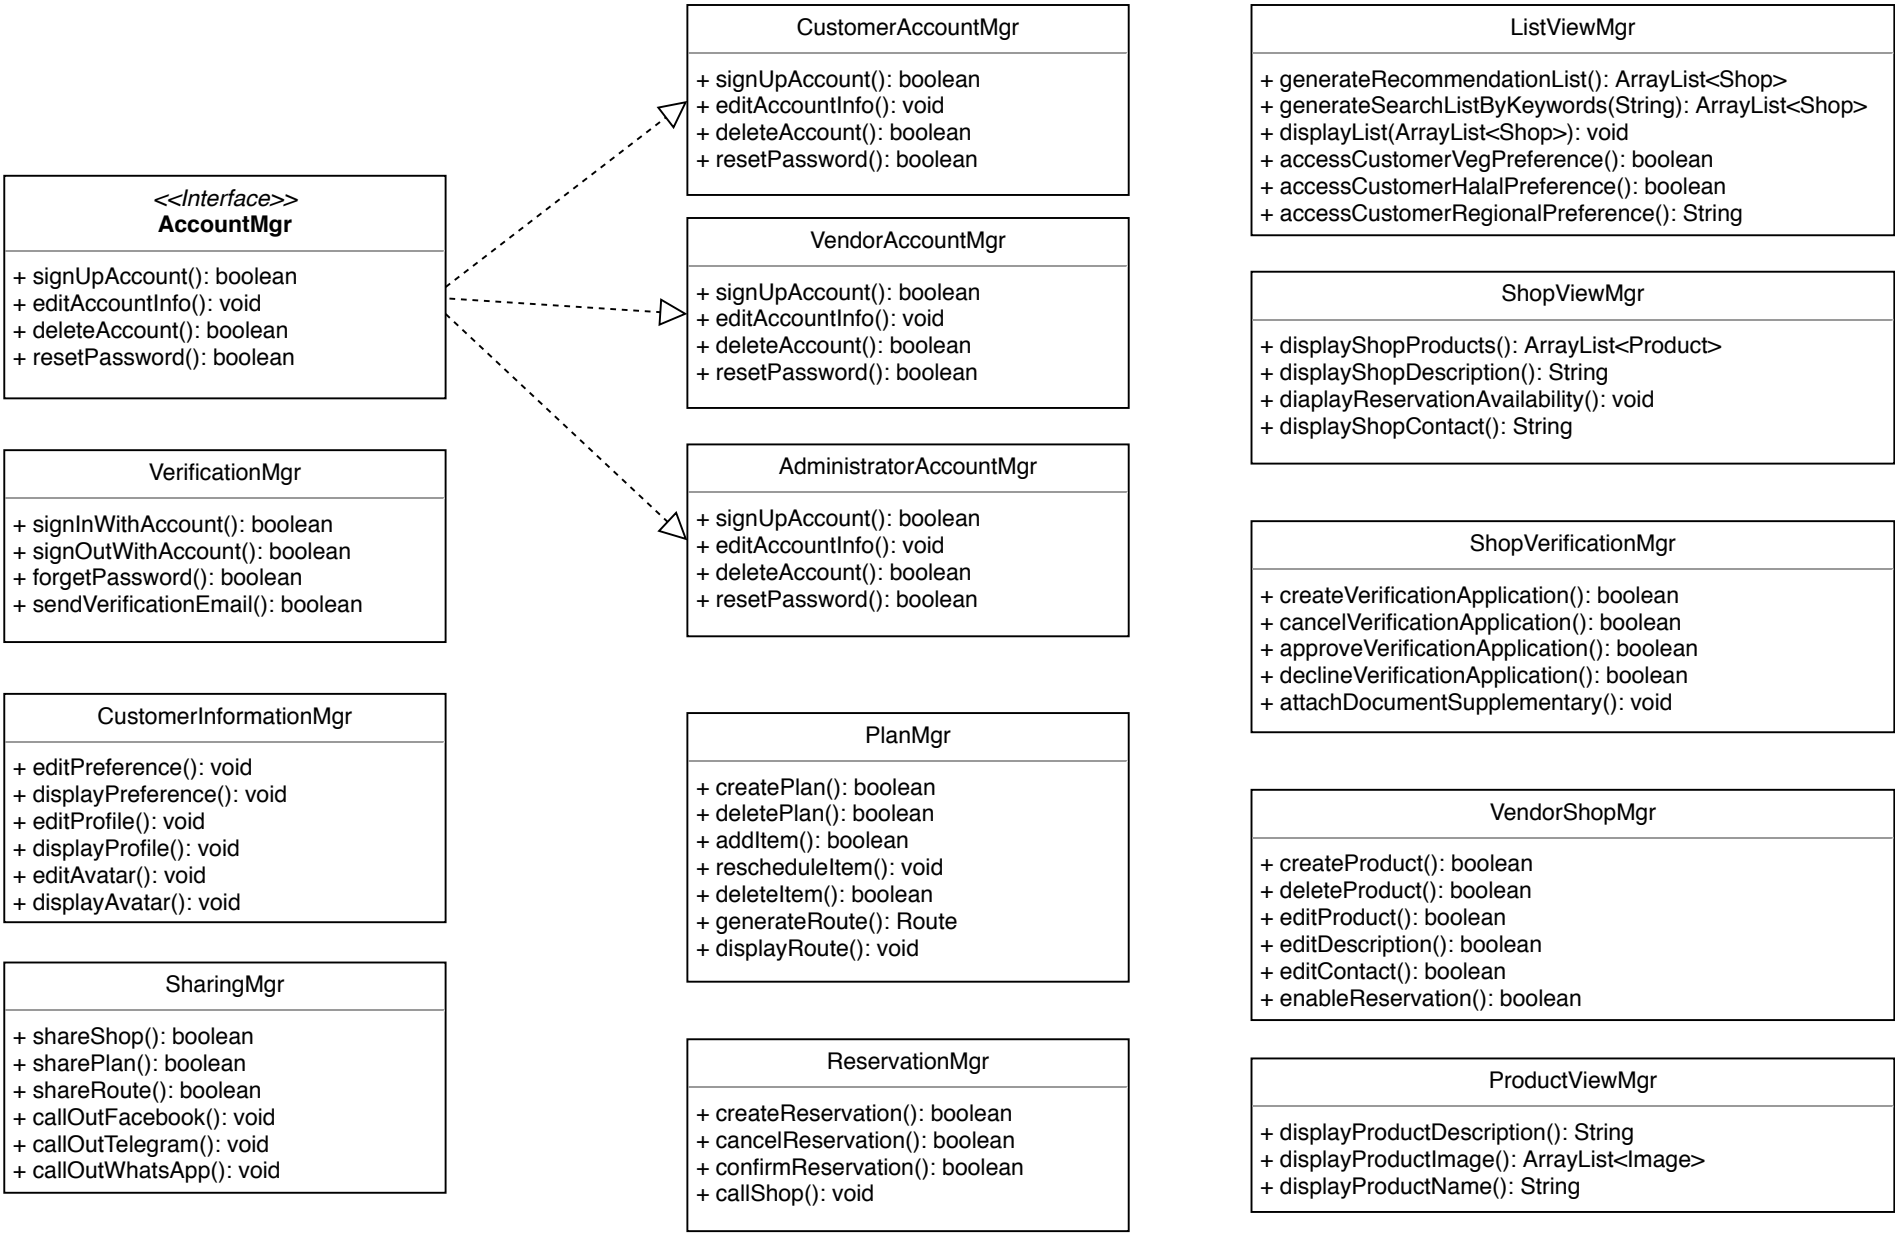 <<Interface>>
AccountMgr
+ signUpAccount(): boolean
+ editAccountInfo(): void
+ deleteAccount(): boolean
+ resetPassword(): boolean
VerificationMgr
+ signInWithAccount(): boolean
+ signOutWithAccount(): boolean
+ forgetPassword(): boolean
+ sendVerificationEmail(): boolean
CustomerInformationMgr
+ editPreference(): void
+ displayPreference(): void
+ editProfile(): void
+ displayProfile(): void
+ editAvatar(): void
+ displayAvatar(): void
SharingMgr
+ shareShop(): boolean
+ sharePlan(): boolean
+ shareRoute(): boolean
+ callOutFacebook(): void
+ callOutTelegram(): void
+ callOutWhatsApp(): void
CustomerAccountMgr
+ signUpAccount(): boolean
+ editAccountInfo(): void
+ deleteAccount(): boolean
+ resetPassword(): boolean
VendorAccountMgr
+ signUpAccount(): boolean
+ editAccountInfo(): void
+ deleteAccount(): boolean
+ resetPassword(): boolean
AdministratorAccountMgr
+ signUpAccount(): boolean
+ editAccountInfo(): void
+ deleteAccount(): boolean
+ resetPassword(): boolean
PlanMgr
+ createPlan(): boolean
+ deletePlan(): boolean
+ addItem(): boolean
+ rescheduleItem(): void
+ deleteItem(): boolean
+ generateRoute(): Route
+ displayRoute(): void
ReservationMgr
+ createReservation(): boolean
+ cancelReservation(): boolean
+ confirmReservation(): boolean
+ callShop(): void
ListViewMgr
+ generateRecommendationList(): ArrayList<Shop>
+ generateSearchListByKeywords(String): ArrayList<Shop>
+ displayList(ArrayList<Shop>): void
+ accessCustomerVegPreference(): boolean
+ accessCustomerHalalPreference(): boolean
+ accessCustomerRegionalPreference(): String
ShopViewMgr
+ displayShopProducts(): ArrayList<Product>
+ displayShopDescription(): String
+ diaplayReservationAvailability(): void
+ displayShopContact(): String
ShopVerificationMgr
+ createVerificationApplication(): boolean
+ cancelVerificationApplication(): boolean
+ approveVerificationApplication(): boolean
+ declineVerificationApplication(): boolean
+ attachDocumentSupplementary(): void
VendorShopMgr
+ createProduct(): boolean
+ deleteProduct(): boolean
+ editProduct(): boolean
+ editDescription(): boolean
+ editContact(): boolean
+ enableReservation(): boolean
ProductViewMgr
+ displayProductDescription(): String
+ displayProductImage(): ArrayList<Image>
+ displayProductName(): String